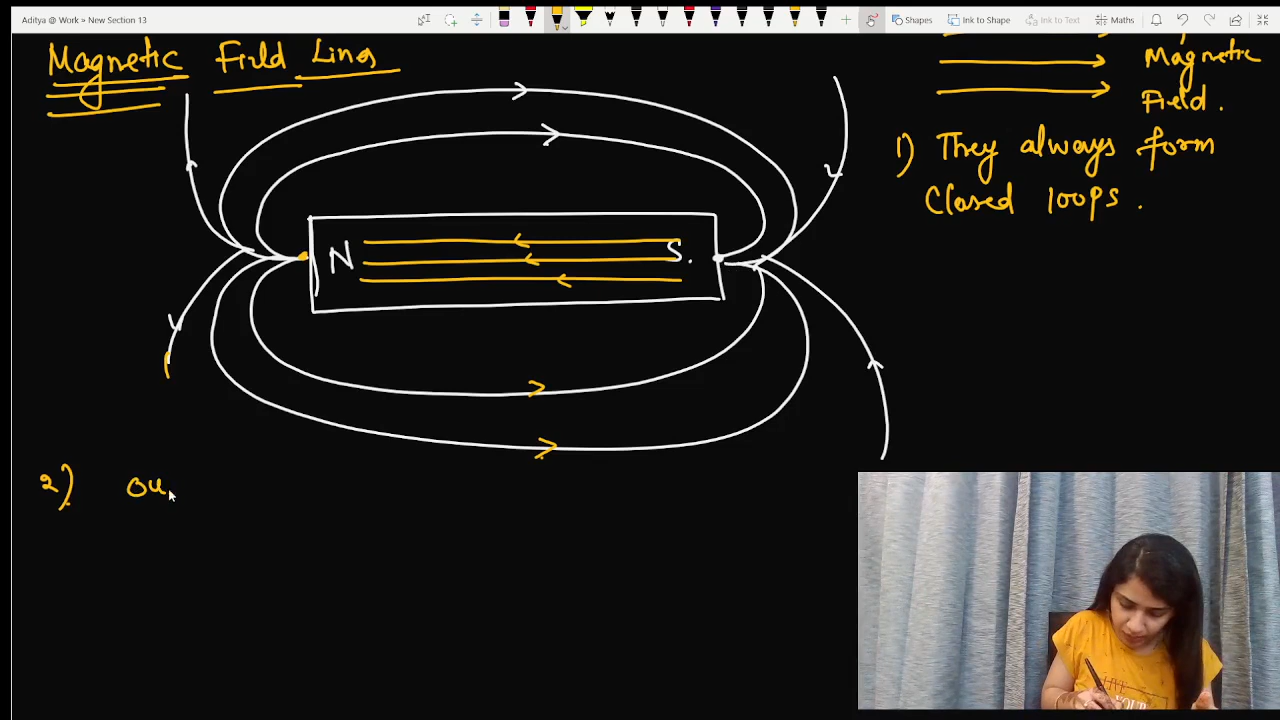 Aditya @ Work » New Section 13
Shapes
Ink to Shape
Ink to Text
Maths
Magnetic Field Lines
Magnetic
Field.
1) They always form
closed loops.
N
S.
2) ou